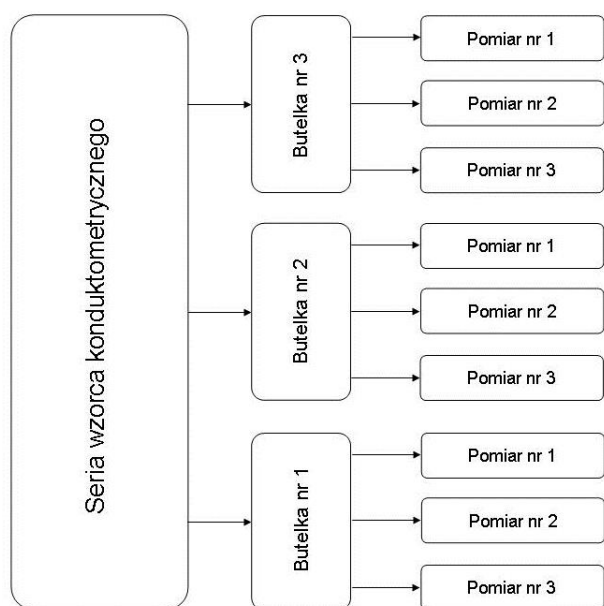 Seria wzorca konduktometrycznego
Butelka nr 3
Pomiar nr 1
Pomiar nr 2
Pomiar nr 3
Butelka nr 2
Pomiar nr 1
Pomiar nr 2
Pomiar nr 3
Butelka nr 1
Pomiar nr 1
Pomiar nr 2
Pomiar nr 3